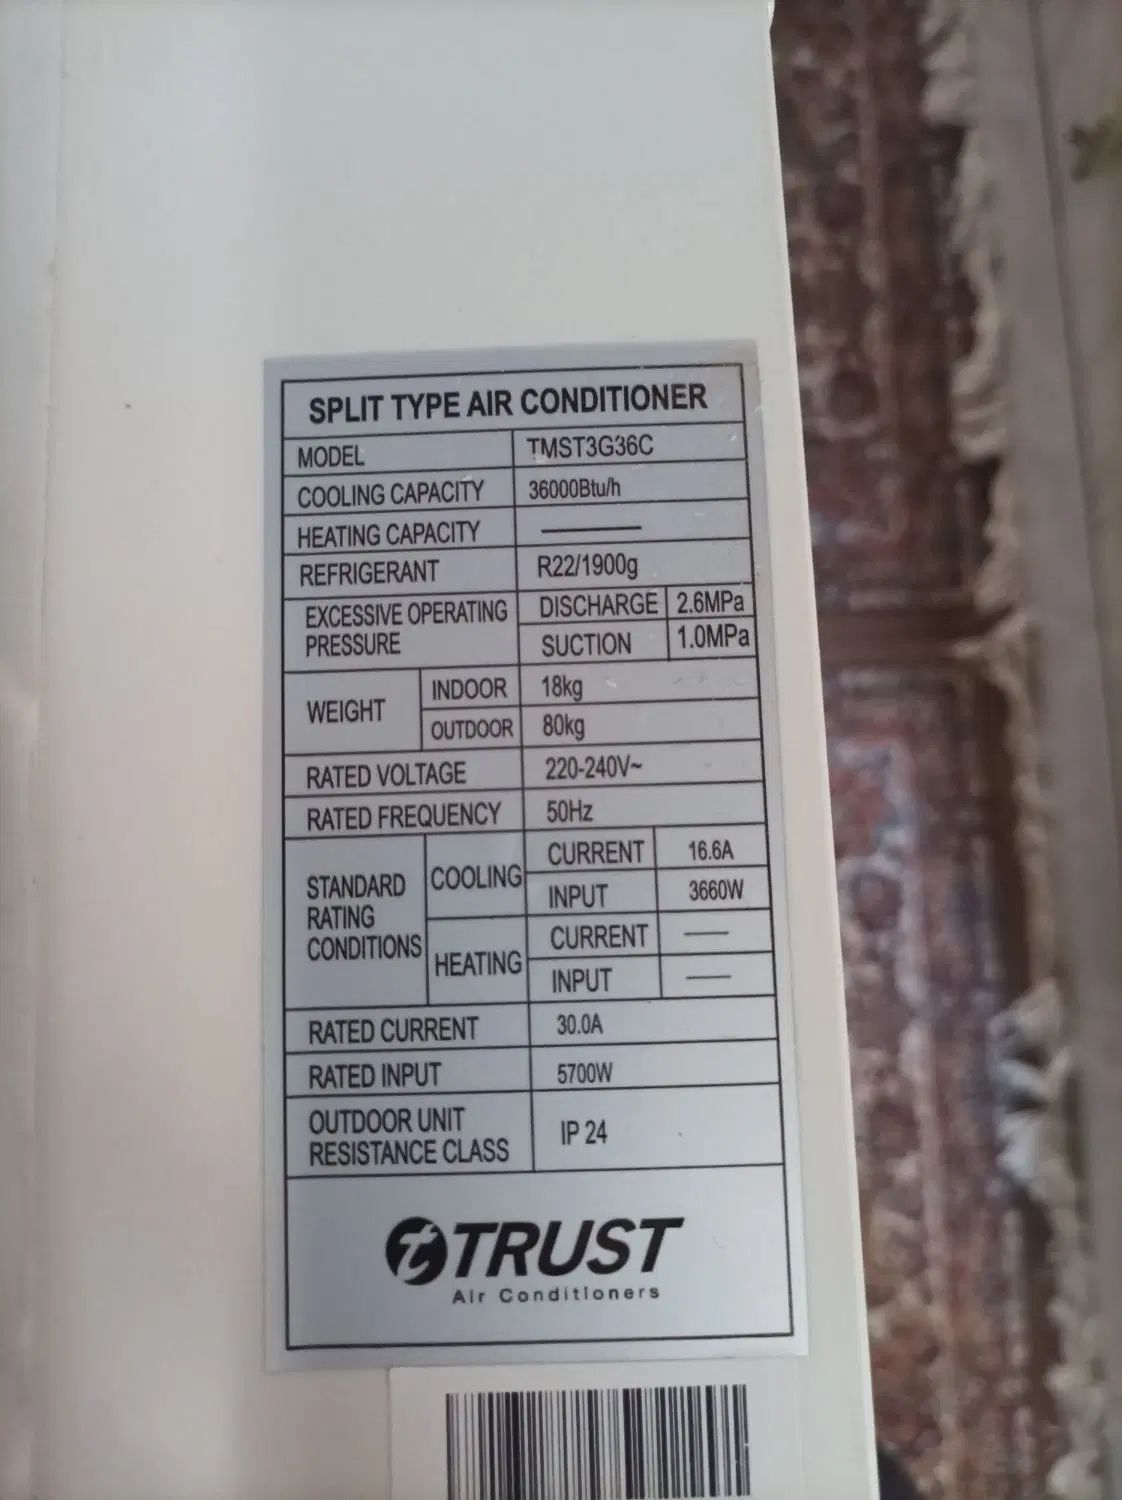 SPLIT TYPE AIR CONDITIONER
MODEL TMST3G36C
COOLING CAPACITY 36000Btu/h
HEATING CAPACITY ———
REFRIGERANT R22/1900g
EXCESSIVE OPERATING PRESSURE DISCHARGE 2.6MPa
SUCTION 1.0MPa
WEIGHT INDOOR 18kg
OUTDOOR 80kg
RATED VOLTAGE 220-240V~
RATED FREQUENCY 50Hz
STANDARD RATING CONDITIONS COOLING CURRENT 16.6A
INPUT 3660W
HEATING CURRENT ——
INPUT ——
RATED CURRENT 30.0A
RATED INPUT 5700W
OUTDOOR UNIT RESISTANCE CLASS IP 24
TRUST
Air Conditioners